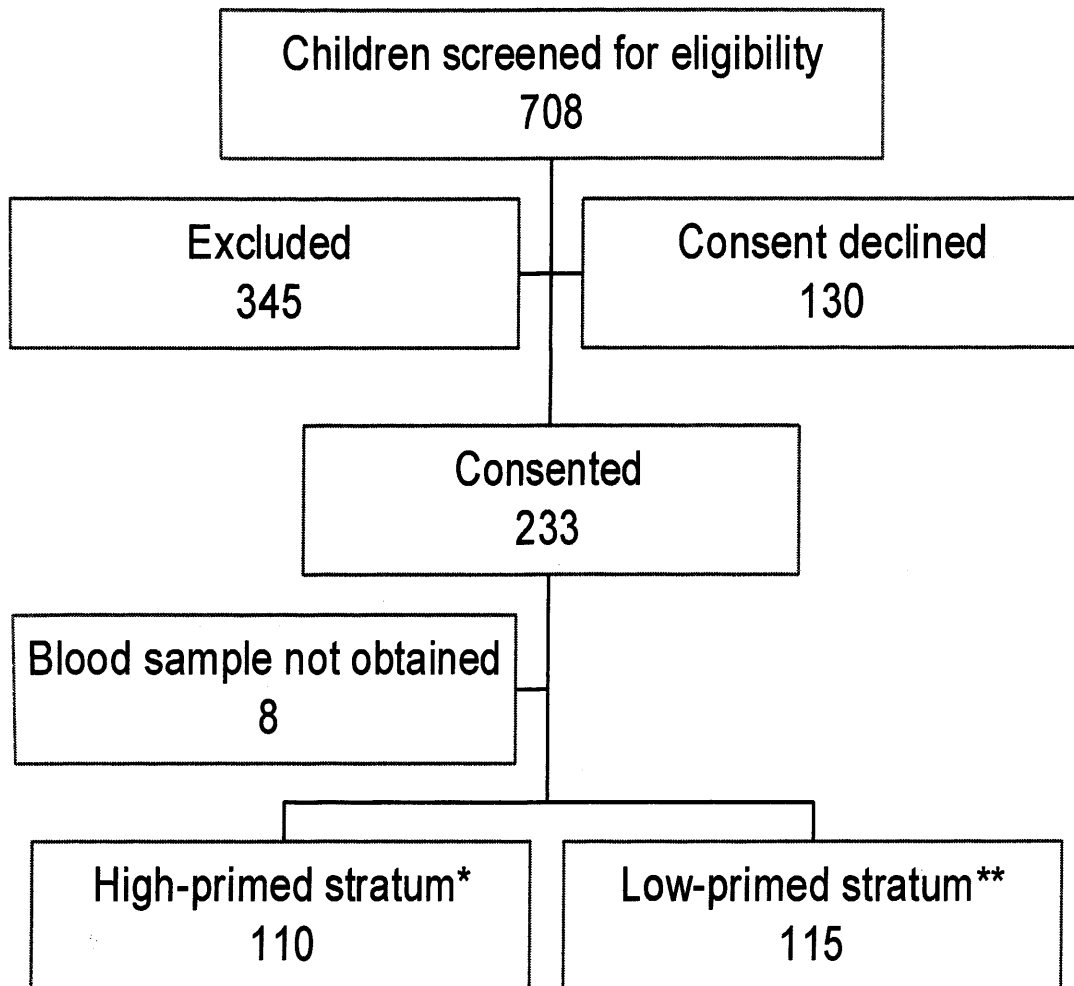 Children screened for eligibility
708
Excluded
345
Consent declined
130
Consented
233
Blood sample not obtained
8
High-primed stratum*
110
Low-primed stratum**
115